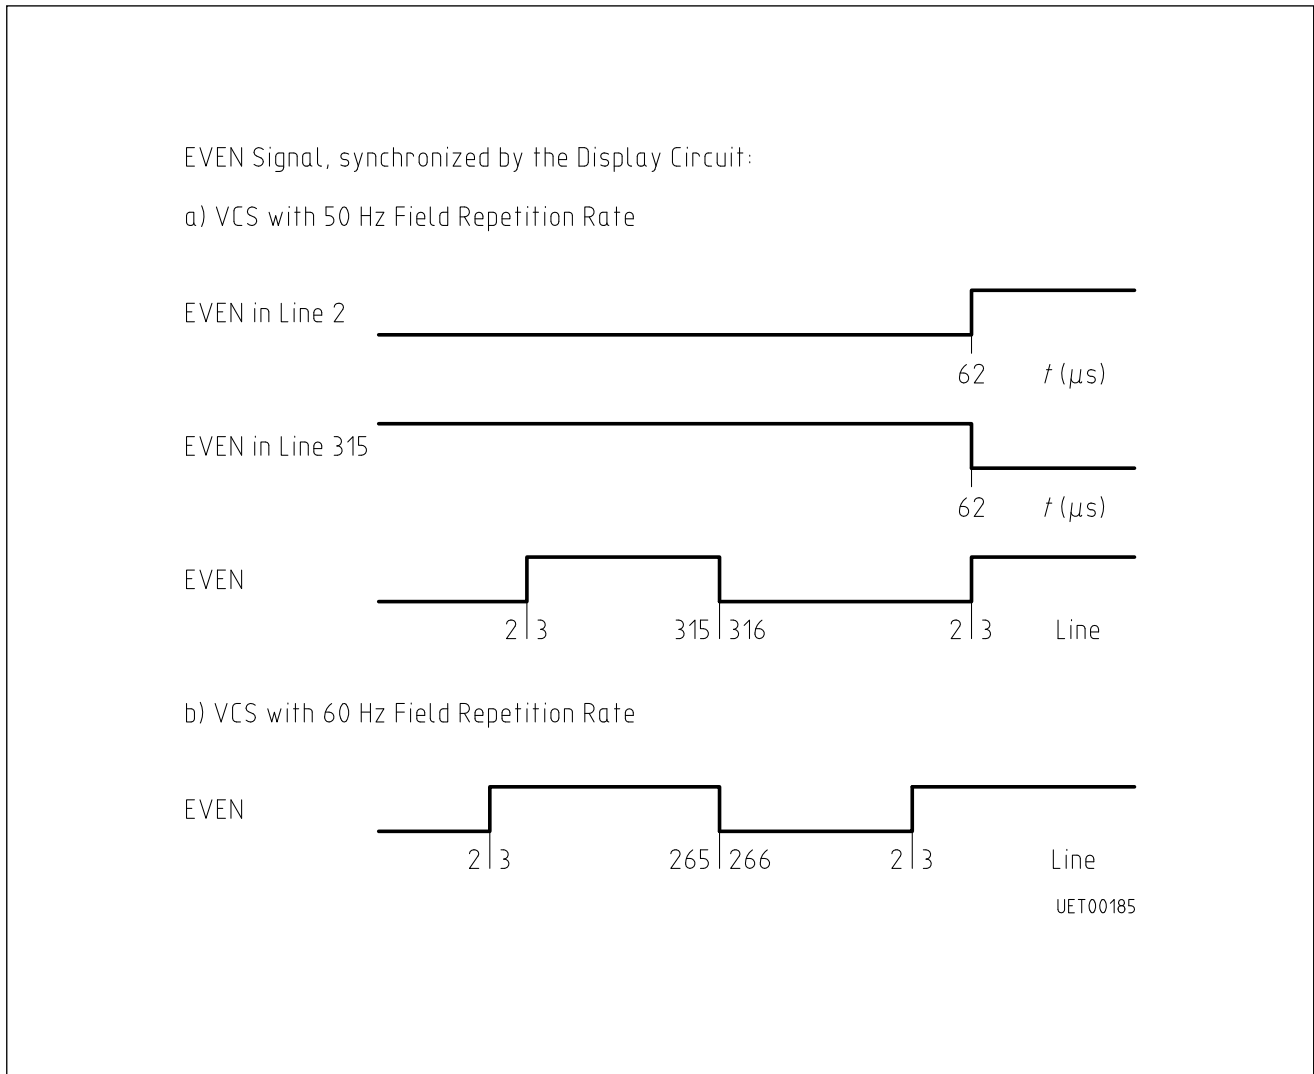 EVEN Signal, synchronized by the Display Circuit:
a) VCS with 50 Hz Field Repetition Rate
EVEN in Line 2
62 t (μs)
EVEN in Line 315
62 t (μs)
EVEN
2 3 315 316 2 3 Line
b) VCS with 60 Hz Field Repetition Rate
EVEN
2 3 265 266 2 3 Line
UET00185